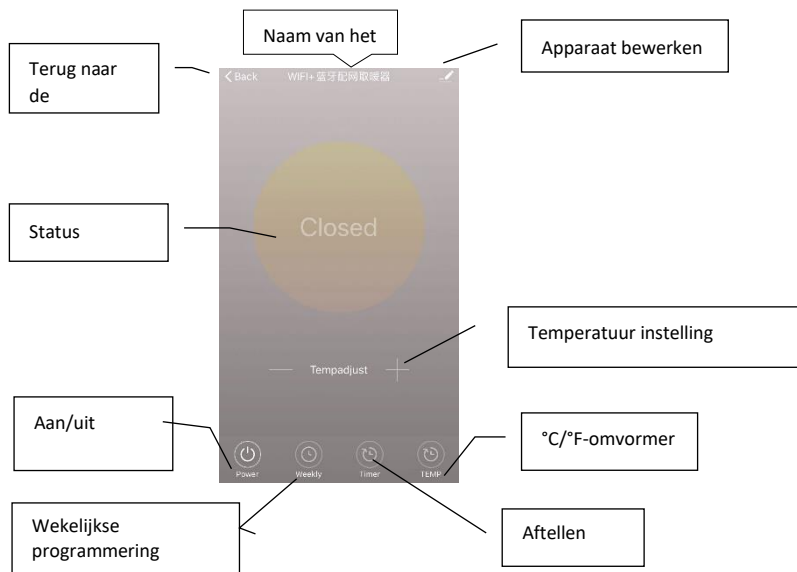 Naam van het
Apparaat bewerken
Terug naar
de
Back
WIFI+蓝牙配网取暖器
Closed
Status
Temperatuur instelling
Tempadjust
Aan/uit
°C/°F-omvormer
Power
Weekly
Timer
TEMP
Wekelijkse
programmering
Aftellen